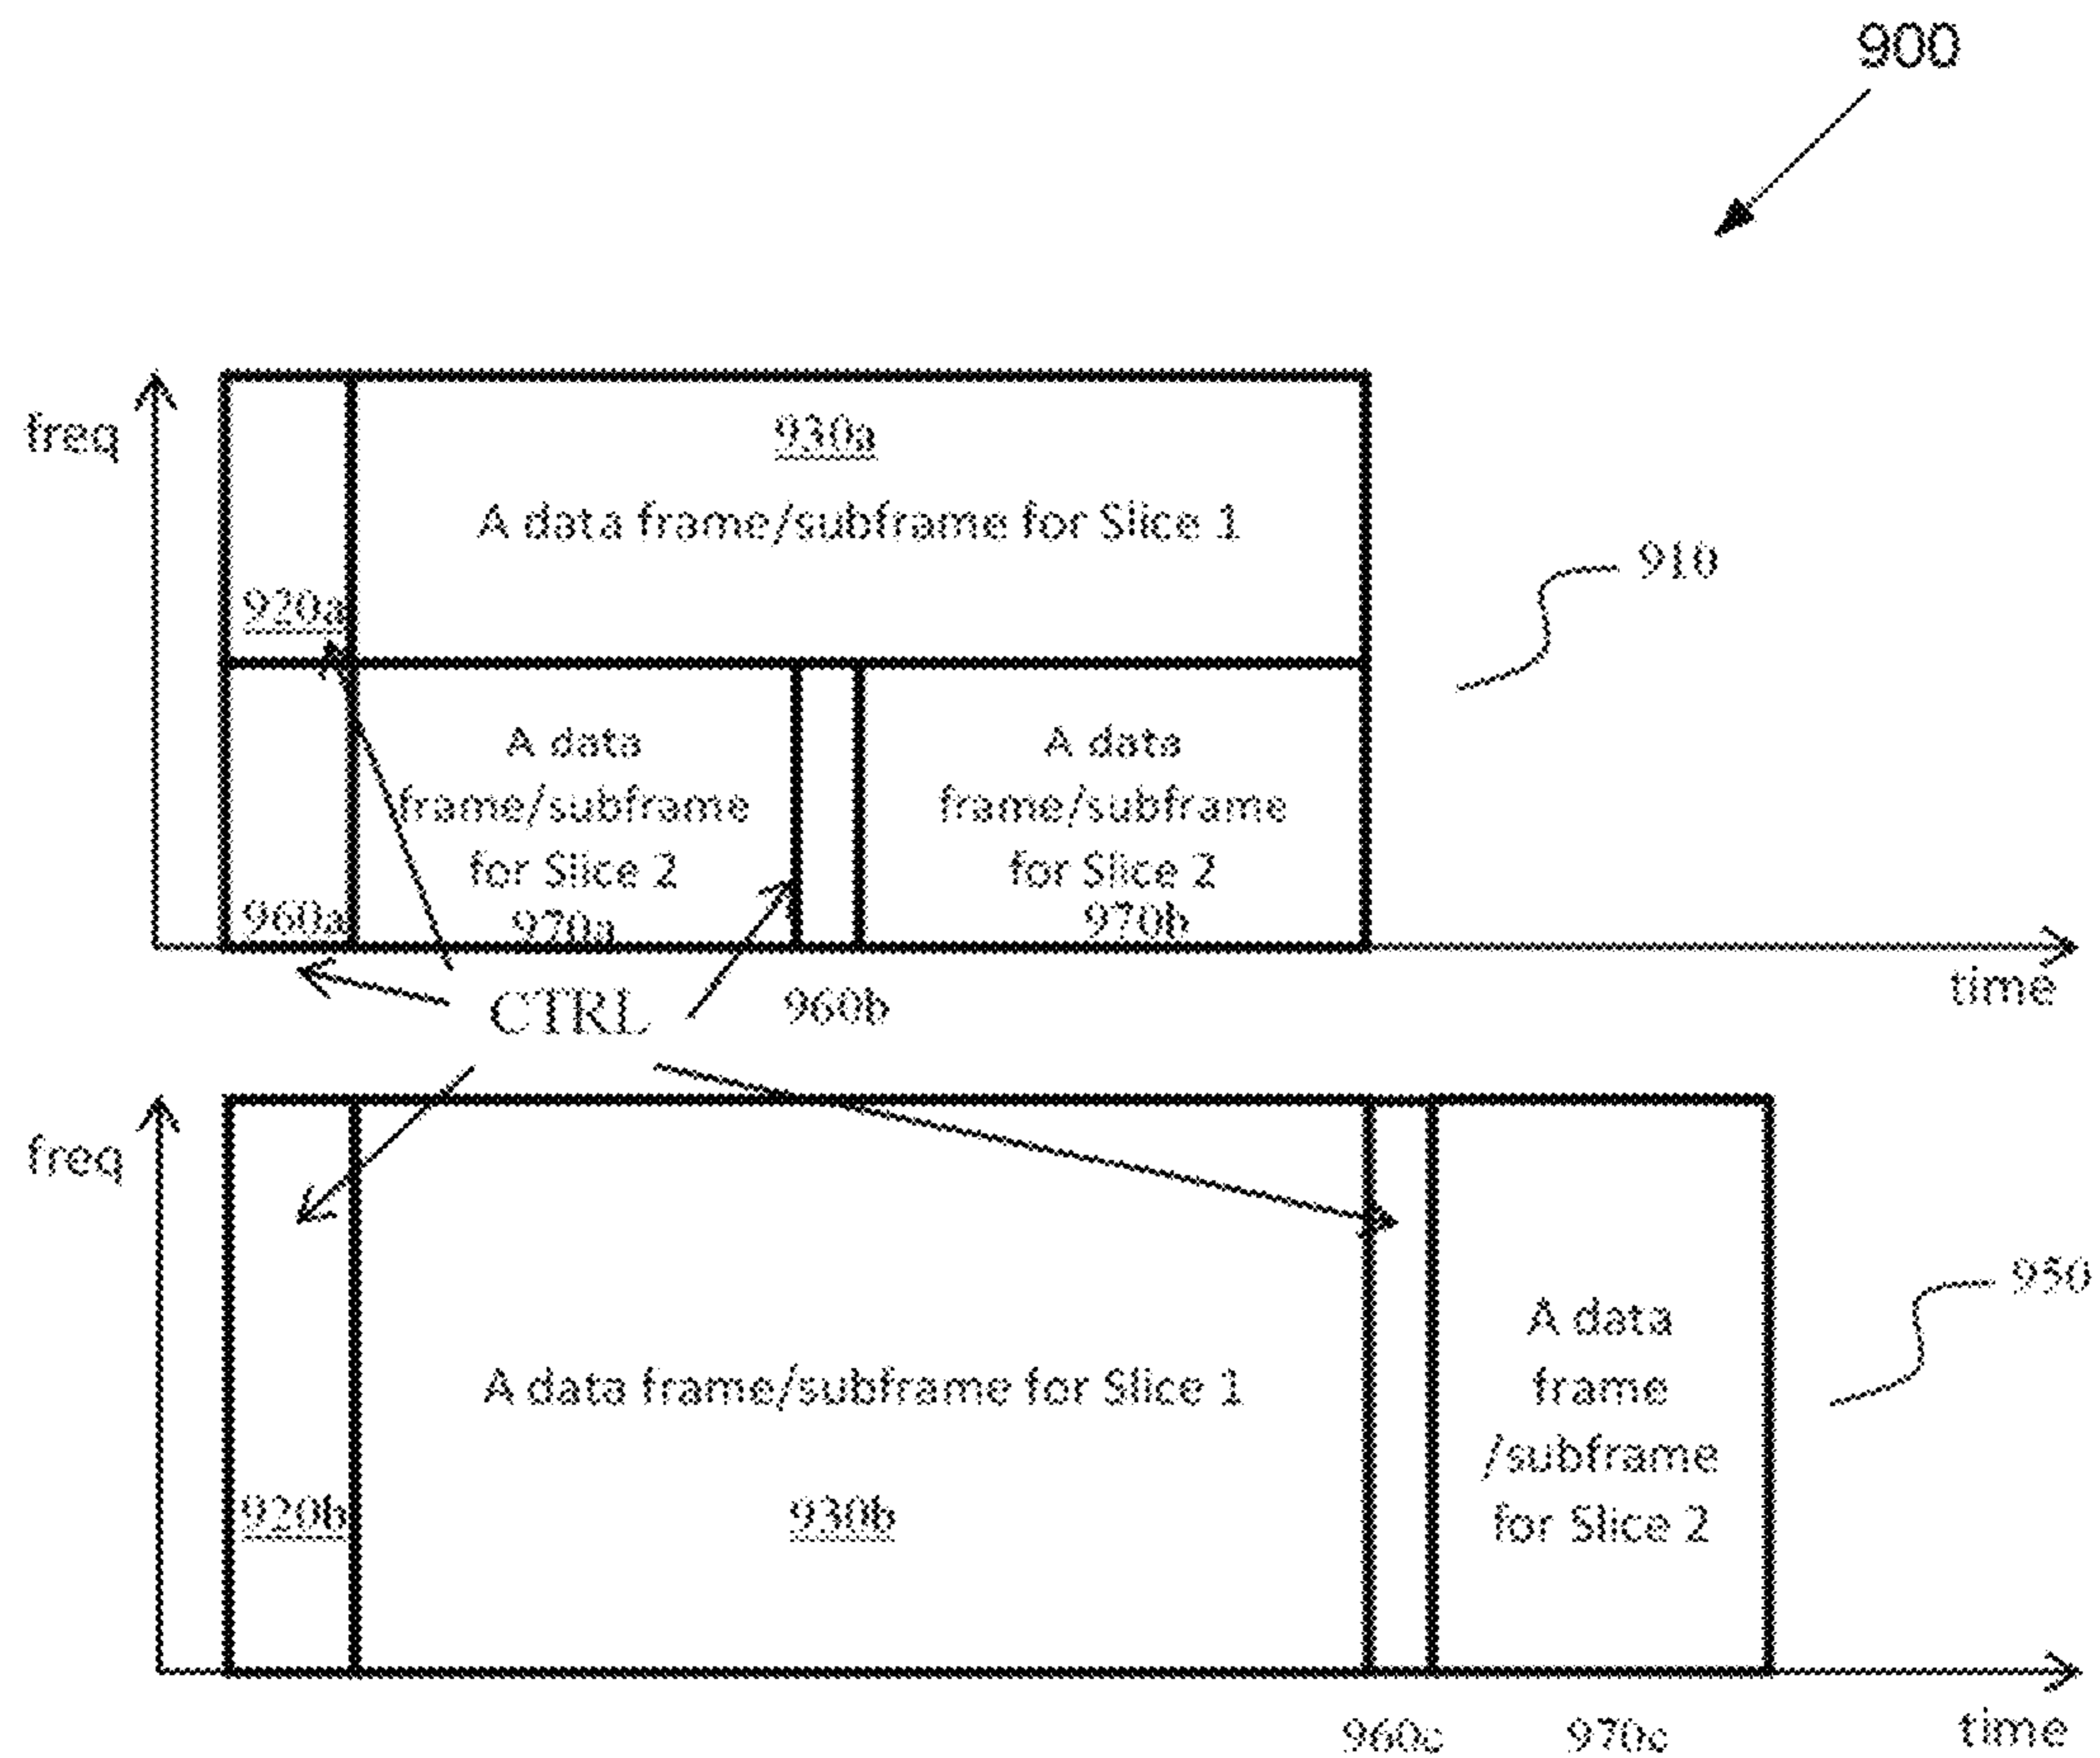 900
freq
930a
A data frame/subframe for Slice 1
910
920a
A data
frame/subframe
for Slice 2
970a
A data
frame/subframe
for Slice 2
970b
960a
time
CTRL
960b
freq
950
A data frame/subframe for Slice 1
A data
frame
/subframe
for Slice 2
920b
930b
960c
970c
time